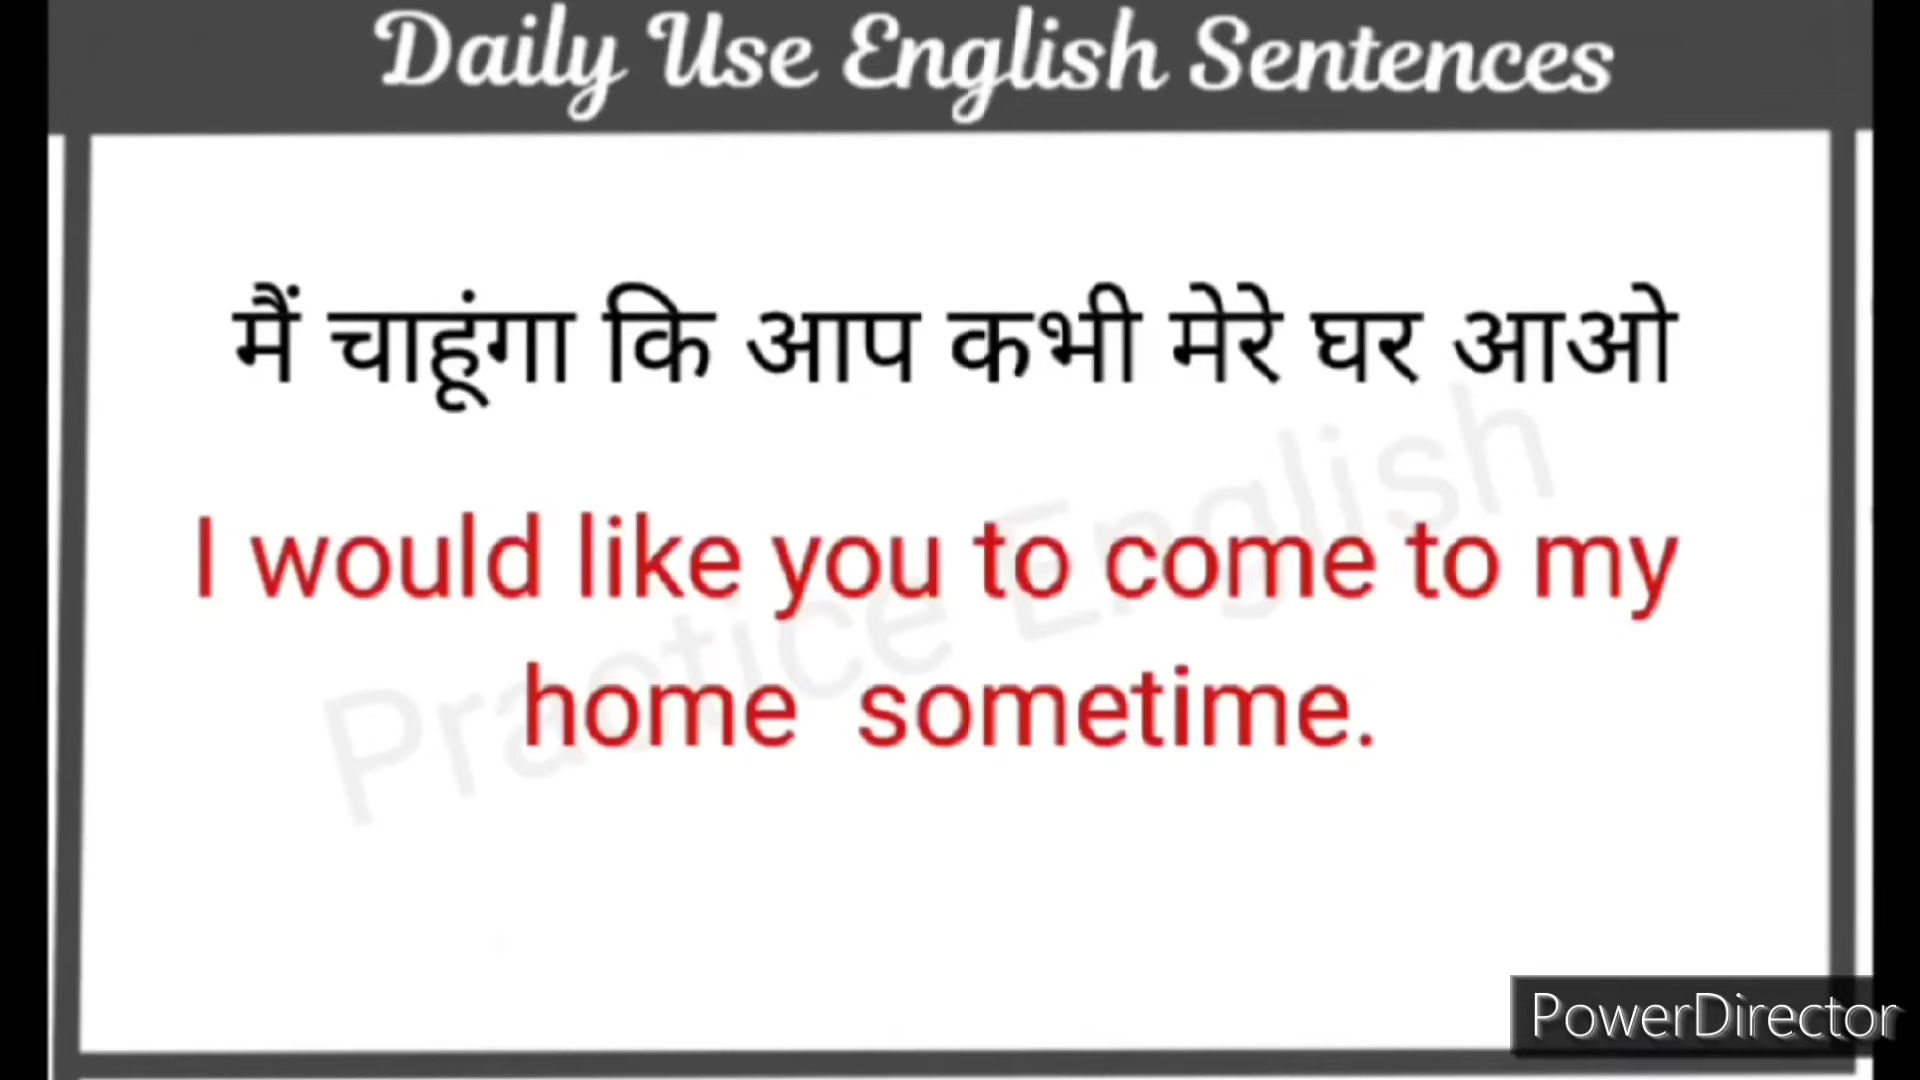 Daily Use English Sentences
मैं चाहूंगा कि आप कभी मेरे घर आओ
I would like you to come to my
home sometime.
Practice English
PowerDirector